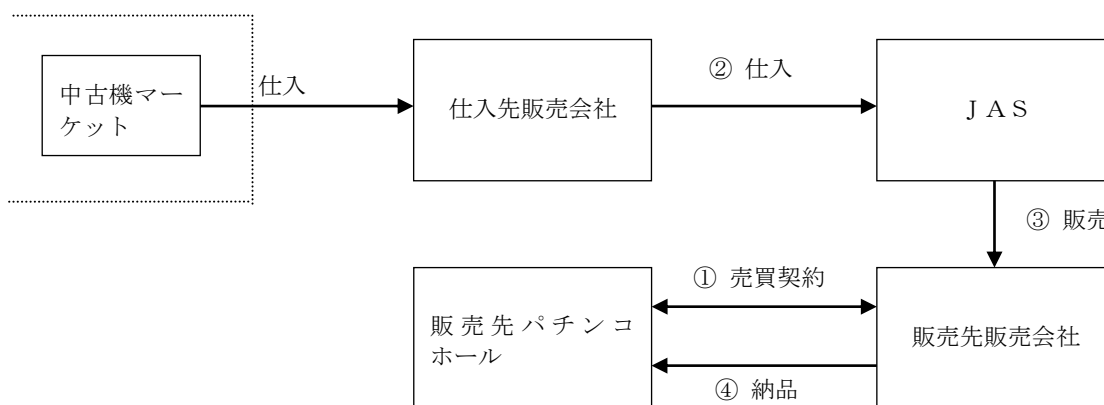 中古機マー
ケット
仕入
仕入先販売会社
② 仕入
ＪＡＳ
③ 販売
① 売買契約
販売先パチンコ
ホール
販売先販売会社
④ 納品